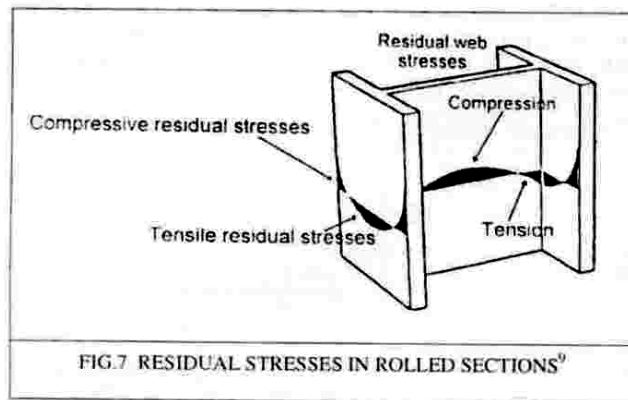 Residual web
stresses
Compression
Compressive residual stresses
Tensile residual stresses
Tension
FIG.7 RESIDUAL STRESSES IN ROLLED SECTIONS⁹